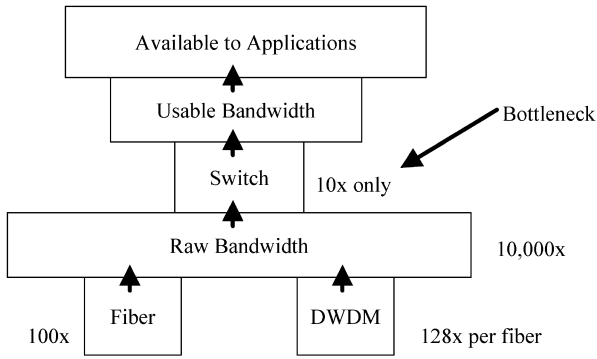 Available to Applications
Usable Bandwidth
Bottleneck
Switch
10x only
Raw Bandwidth
10,000x
Fiber
DWDM
100x
128x per fiber